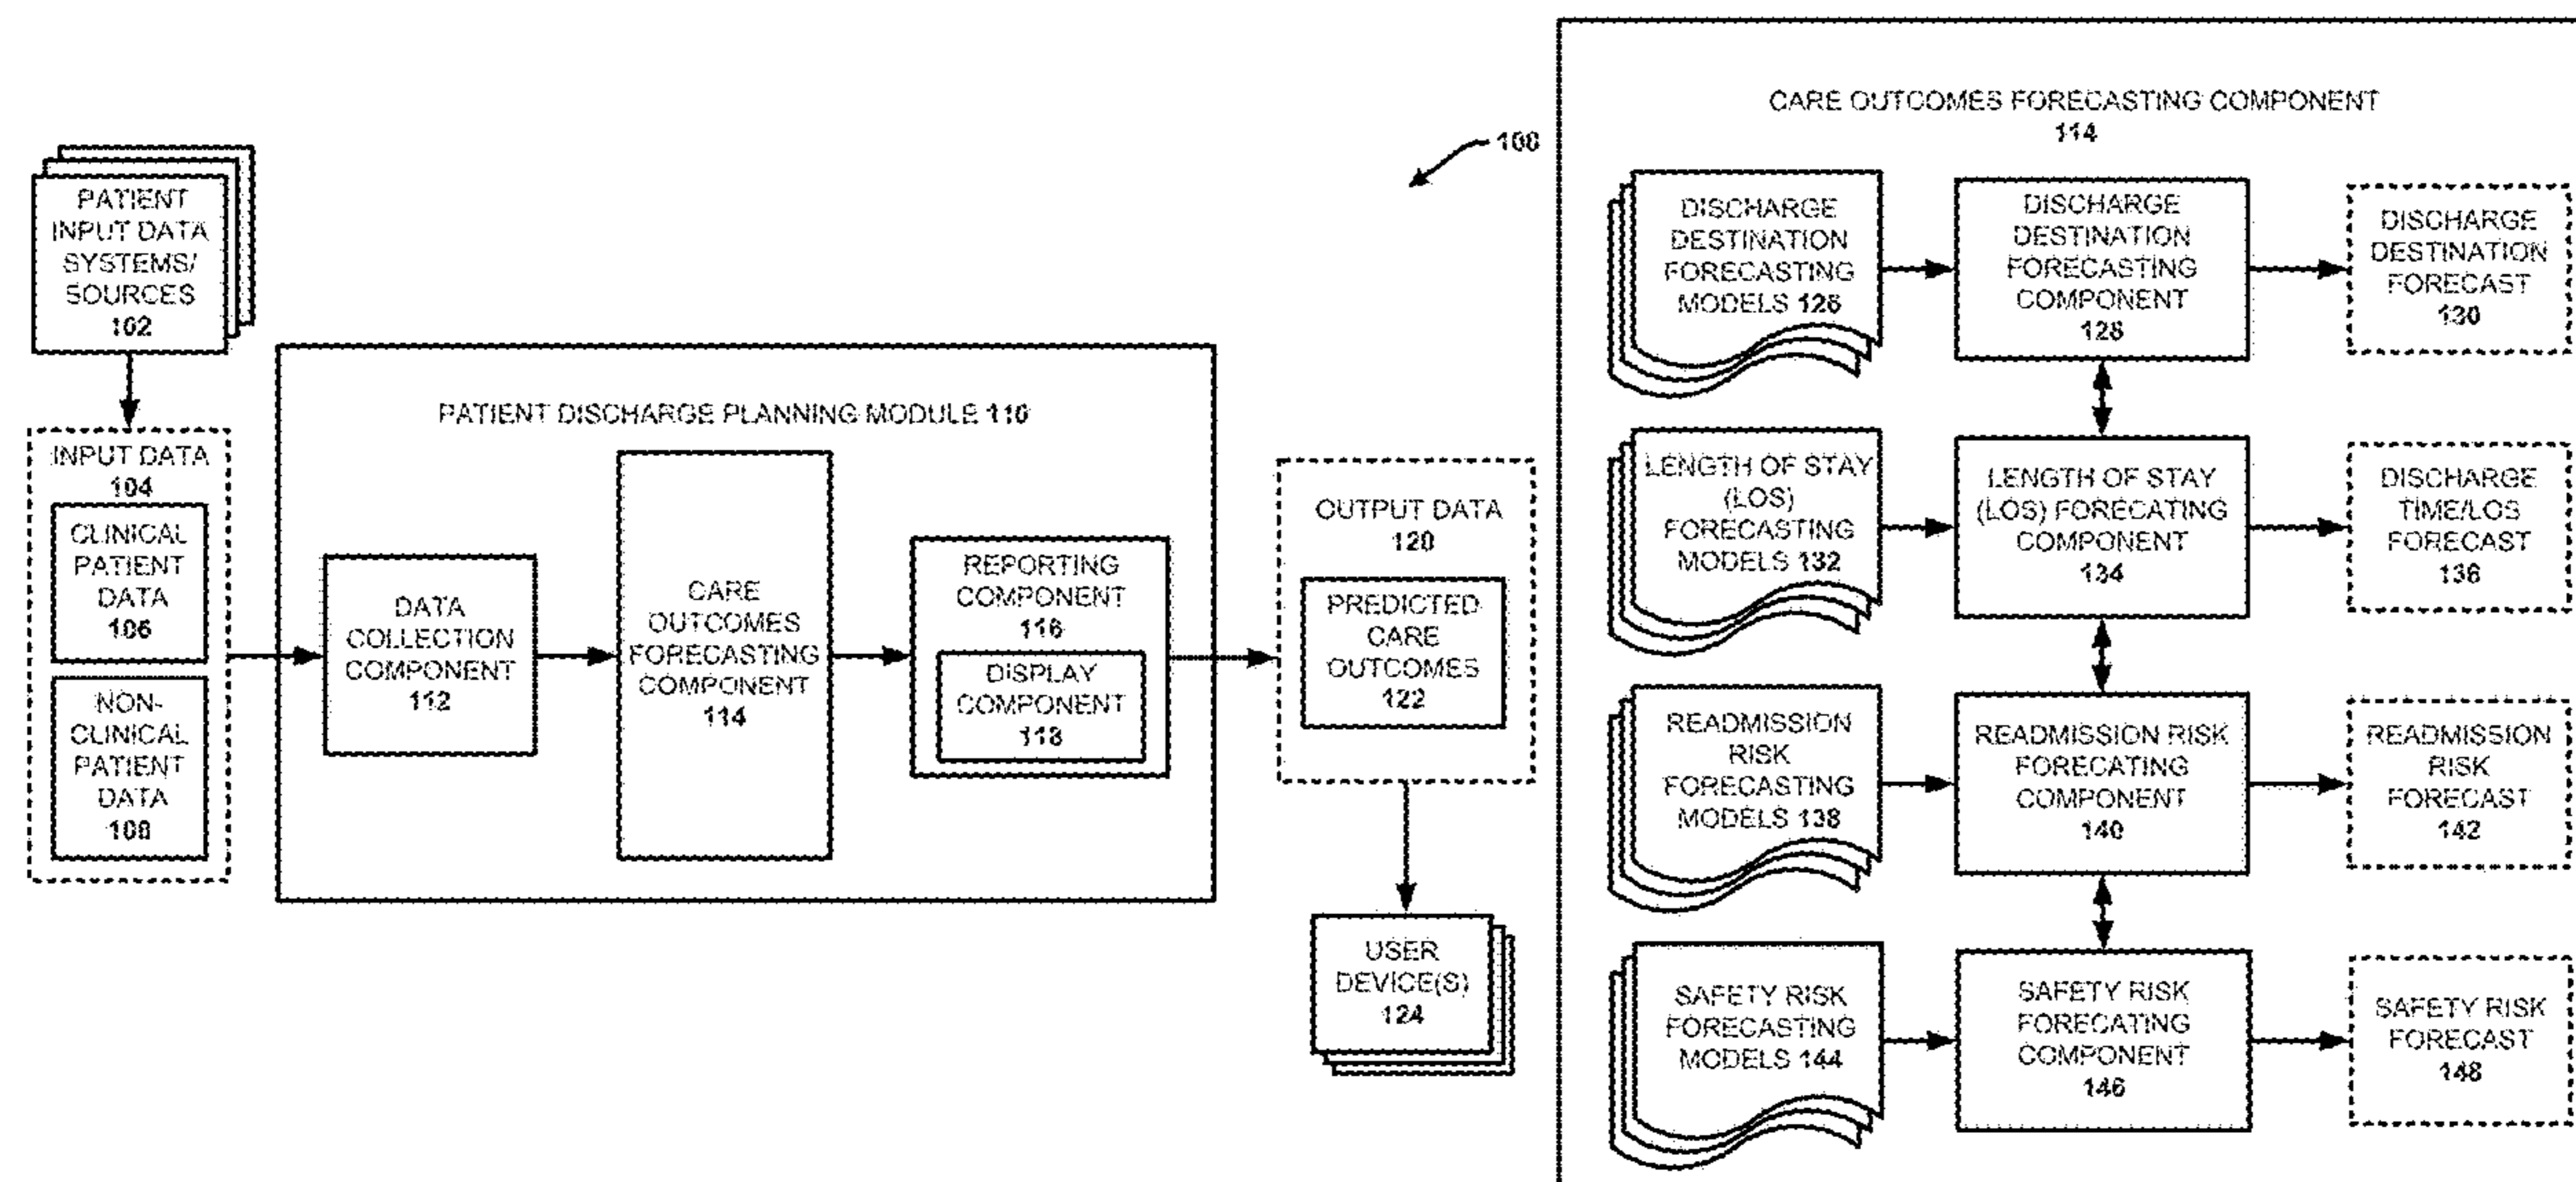 PATIENT
INPUT DATA
SYSTEMS/
SOURCES
102
INPUT DATA
104
CLINICAL
PATIENT
DATA
106
NON-
CLINICAL
PATIENT
DATA
108
PATIENT DISCHARGE PLANNING MODULE 110
DATA
COLLECTION
COMPONENT
112
CARE
OUTCOMES
FORECASTING
COMPONENT
114
REPORTING
COMPONENT
116
DISPLAY
COMPONENT
118
OUTPUT DATA
120
PREDICTED
CARE
OUTCOMES
122
USER
DEVICE(S)
124
100
CARE OUTCOMES FORECASTING COMPONENT
114
DISCHARGE
DESTINATION
FORECASTING
MODELS 126
DISCHARGE
DESTINATION
FORECASTING
COMPONENT
128
DISCHARGE
DESTINATION
FORECAST
130
LENGTH OF STAY
(LOS)
FORECASTING
MODELS 132
LENGTH OF STAY
(LOS) FORECATING
COMPONENT
134
DISCHARGE
TIME/LOS
FORECAST
136
READMISSION
RISK
FORECASTING
MODELS 138
READMISSION RISK
FORECATING
COMPONENT
140
READMISSION
RISK
FORECAST
142
SAFETY RISK
FORECASTING
MODELS 144
SAFETY RISK
FORECATING
COMPONENT
146
SAFETY RISK
FORECAST
148